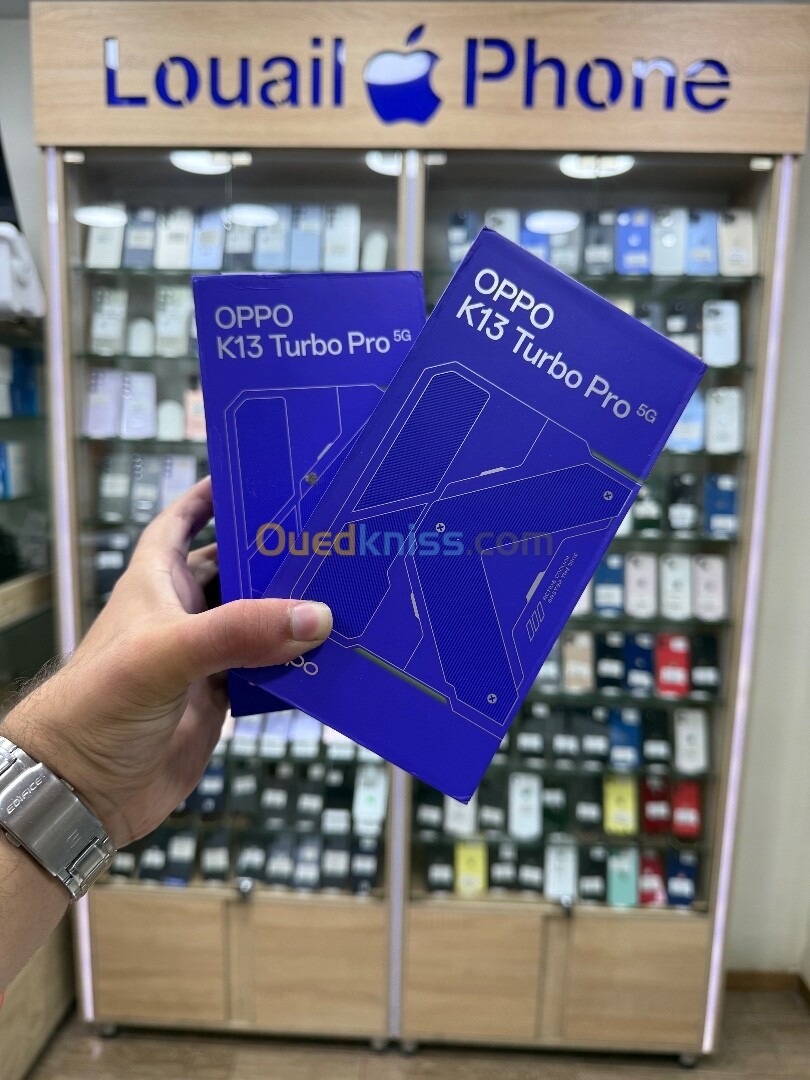 Louail Phone
OPPO
K13 Turbo Pro 5G
OPPO
K13 Turbo Pro 5G
Ouedkniss.com
EDIFICE